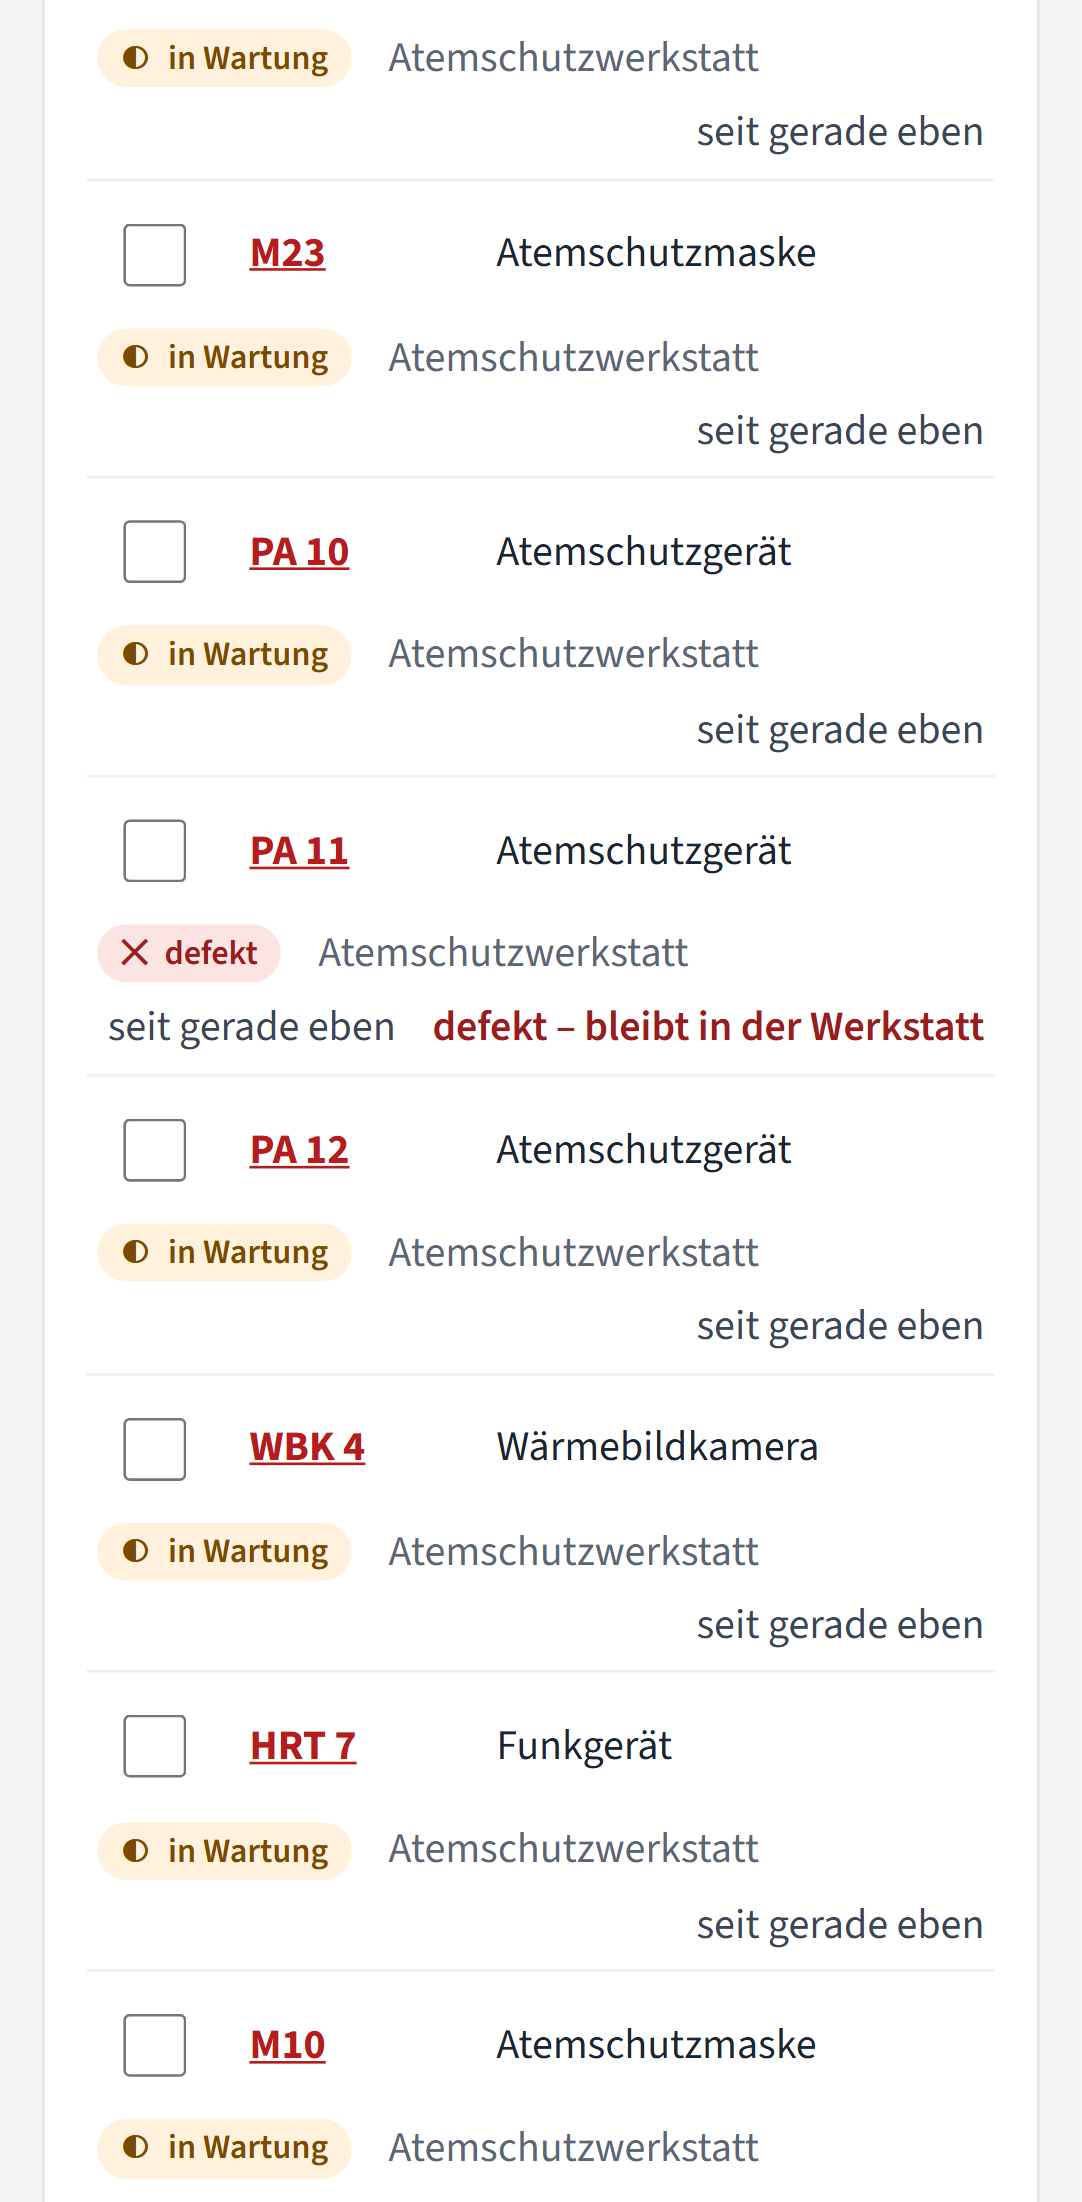 in Wartung Atemschutzwerkstatt
seit gerade eben
M23 Atemschutzmaske
in Wartung Atemschutzwerkstatt
seit gerade eben
PA 10 Atemschutzgerät
in Wartung Atemschutzwerkstatt
seit gerade eben
PA 11 Atemschutzgerät
defekt Atemschutzwerkstatt
seit gerade eben defekt – bleibt in der Werkstatt
PA 12 Atemschutzgerät
in Wartung Atemschutzwerkstatt
seit gerade eben
WBK 4 Wärmebildkamera
in Wartung Atemschutzwerkstatt
seit gerade eben
HRT 7 Funkgerät
in Wartung Atemschutzwerkstatt
seit gerade eben
M10 Atemschutzmaske
in Wartung Atemschutzwerkstatt